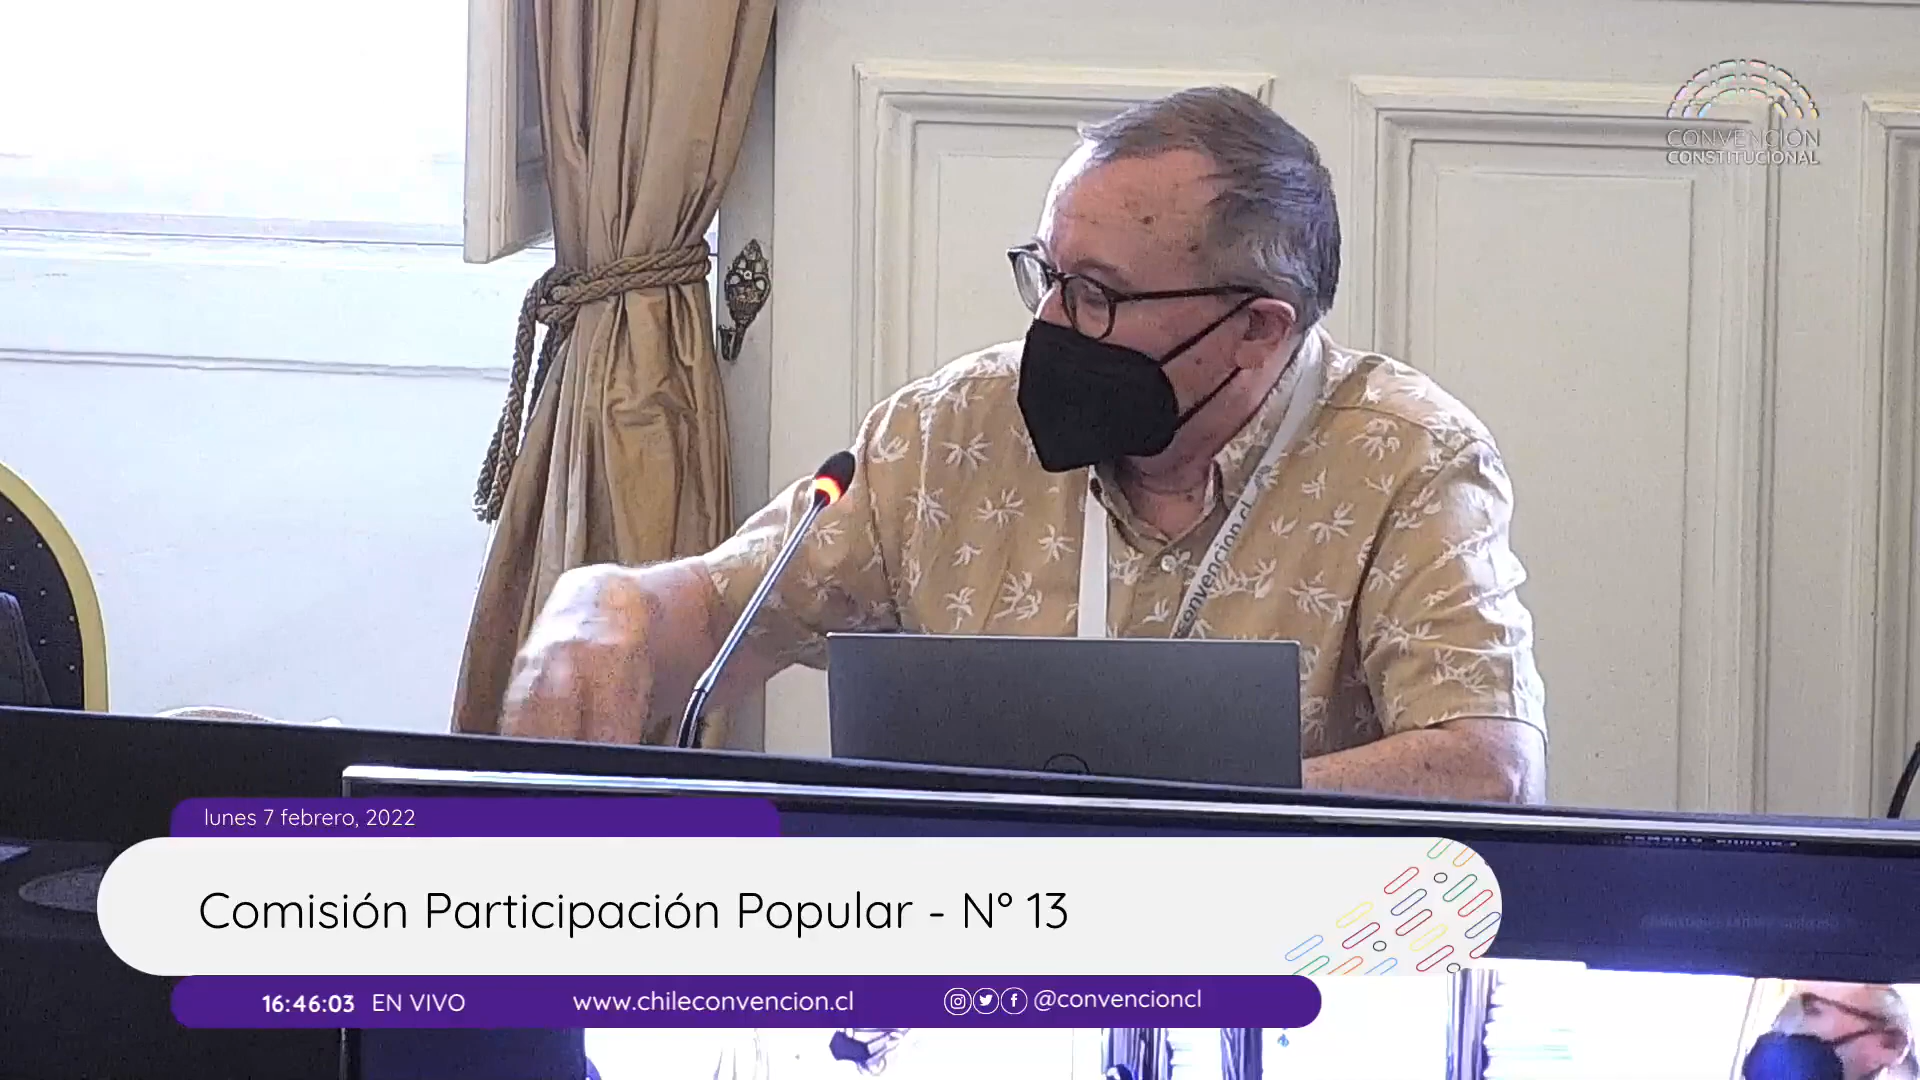 CONVENCIÓN
CONSTITUCIONAL
convencion.cl
lunes 7 febrero, 2022
Comisión Participación Popular - N° 13
16:46:03 EN VIVO www.chileconvencion.cl @convencioncl